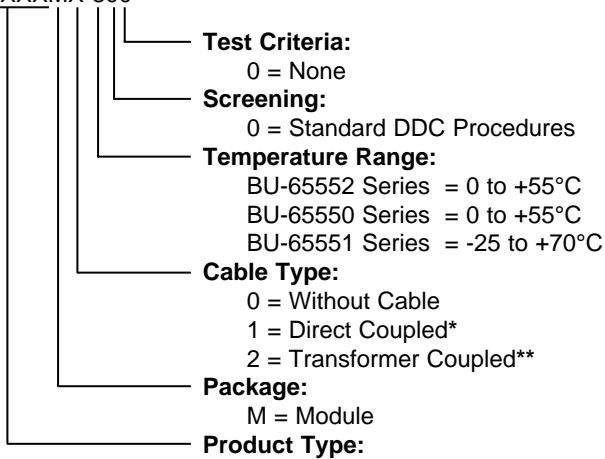 Test Criteria:
0 = None
Screening:
0 = Standard DDC Procedures
Temperature Range:
BU-65552 Series = 0 to +55°C
BU-65550 Series = 0 to +55°C
BU-65551 Series = -25 to +70°C
Cable Type:
0 = Without Cable
1 = Direct Coupled*
2 = Transformer Coupled**
Package:
M = Module
Product Type: